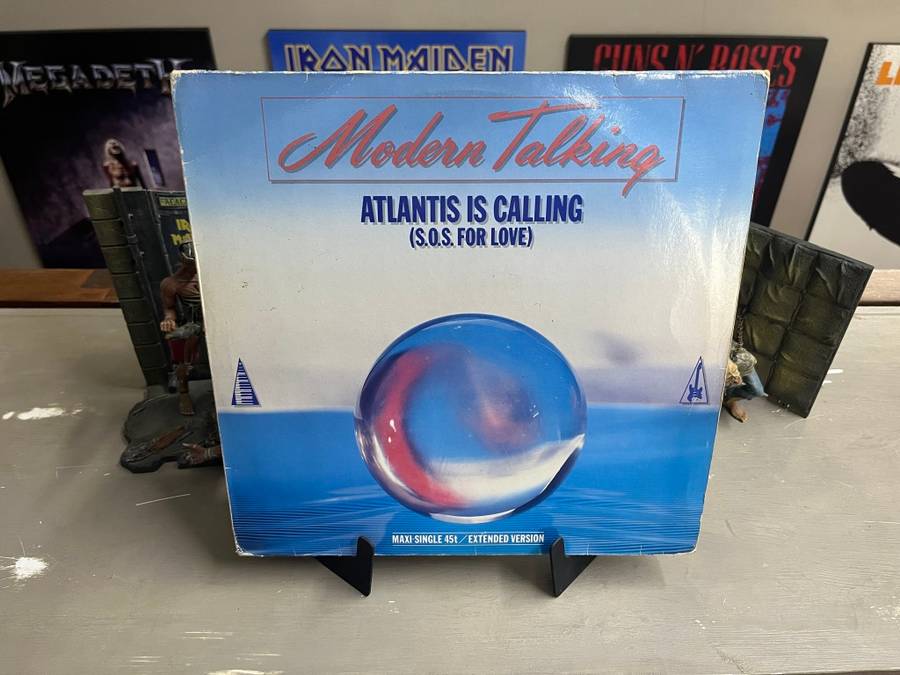 MEGADETH
IRON MAIDEN
GUNS N' ROSES
Modern Talking
ATLANTIS IS CALLING
(S.O.S. FOR LOVE)
MAXI-SINGLE 45t / EXTENDED VERSION